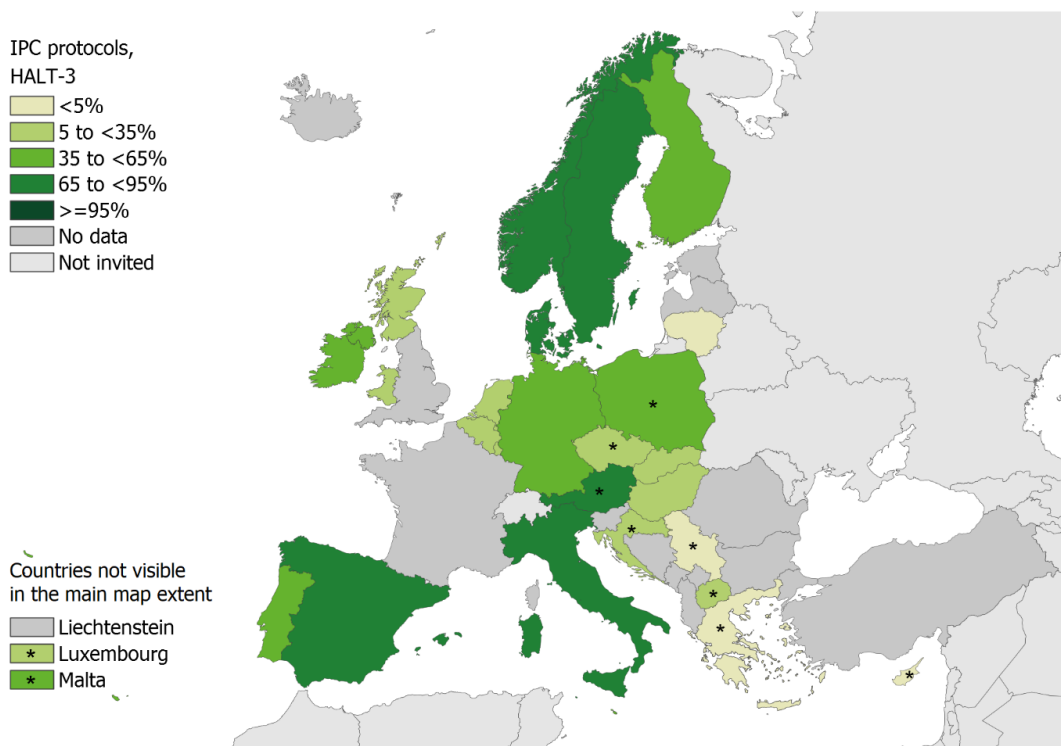 IPC protocols,
HALT-3
<5%
5 to <35%
35 to <65%
65 to <95%
>=95%
No data
Not invited
*
*
*
*
*
*
*
*
Countries not visible
in the main map extent
Liechtenstein
* Luxembourg
* Malta